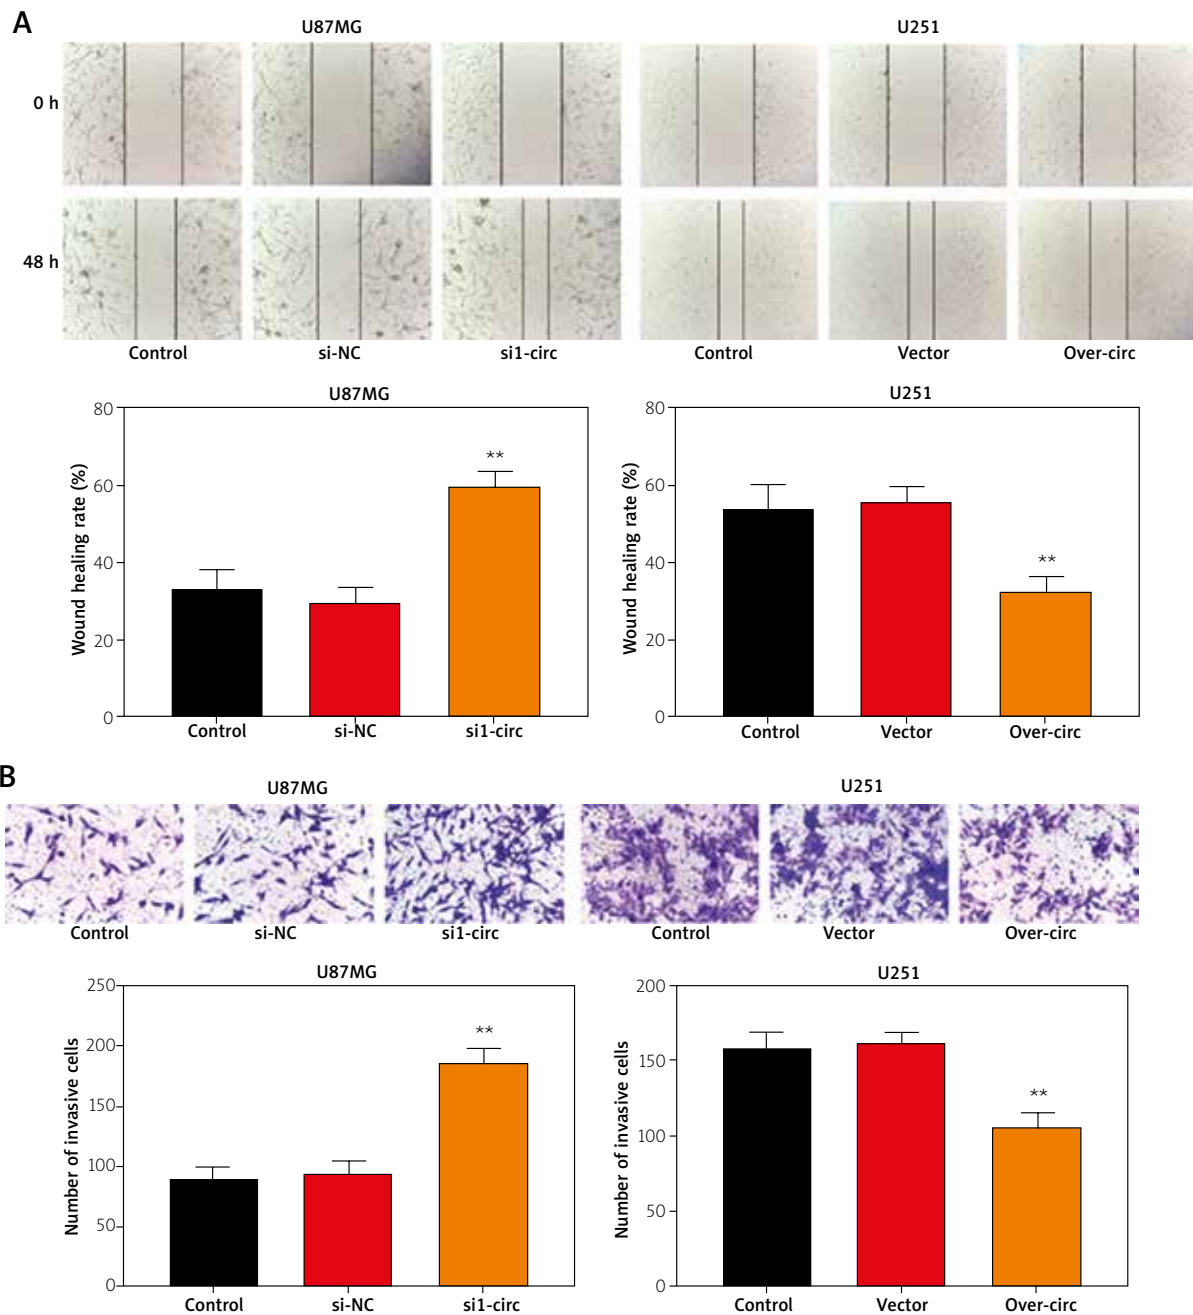 A
U87MG U251
0 h
48 h
Control si-NC si1-circ Control Vector Over-circ
U87MG
80
60
40
20
0
Wound healing rate (%)
**
Control si-NC si1-circ
U251
80
60
40
20
0
Wound healing rate (%)
**
Control Vector Over-circ
B
U87MG U251
Control si-NC si1-circ Control Vector Over-circ
U87MG
250
200
150
100
50
0
Number of invasive cells
**
Control si-NC si1-circ
U251
200
150
100
50
0
Number of invasive cells
**
Control Vector Over-circ